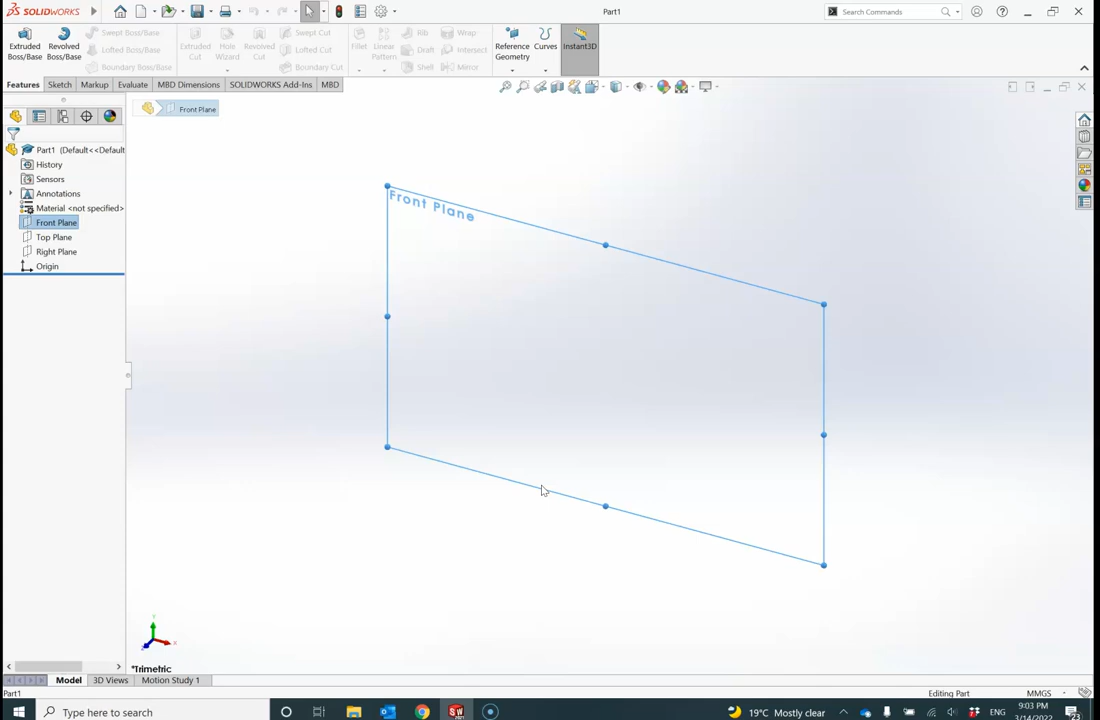 SOLIDWORKS
Part1
Search Commands
Extruded Boss/Base
Revolved Boss/Base
Swept Boss/Base
Lofted Boss/Base
Boundary Boss/Base
Extruded Cut
Hole Wizard
Revolved Cut
Swept Cut
Lofted Cut
Boundary Cut
Fillet
Linear Pattern
Rib
Draft
Shell
Wrap
Intersect
Mirror
Reference Geometry
Curves
Instant3D
Features
Sketch
Markup
Evaluate
MBD Dimensions
SOLIDWORKS Add-Ins
MBD
Front Plane
Part1 (Default<<Default
History
Sensors
Annotations
Material <not specified>
Front Plane
Top Plane
Right Plane
Origin
Front Plane
Y
X
Z
*Trimetric
Model
3D Views
Motion Study 1
Part1
Editing Part
MMGS
Type here to search
SW
2021
19°C Mostly clear
ENG
9:03 PM
3/14/2022
23